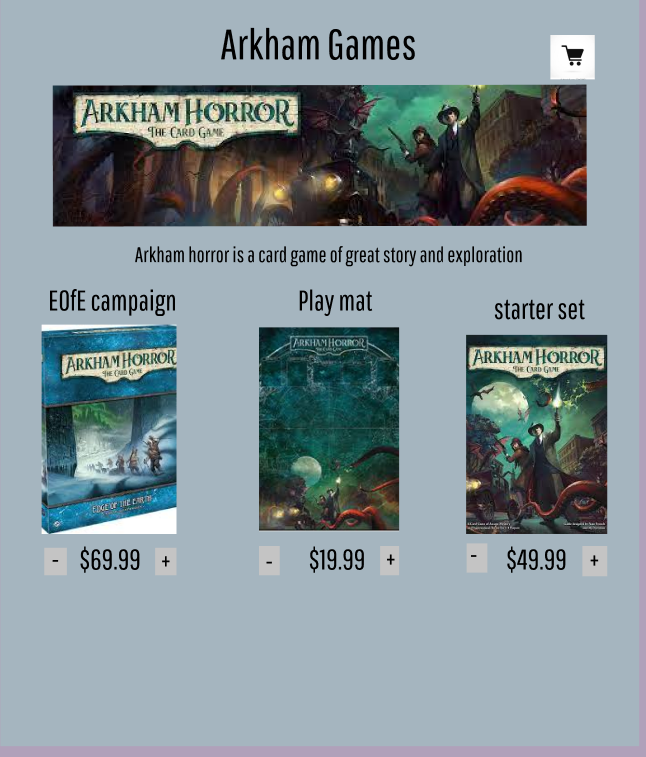 Arkham Games
ARKHAM HORROR
THE CARD GAME
Arkham horror is a card game of great story and exploration
EOfE campaign
Play mat
starter set
ARKHAM HORROR
THE CARD GAME
EDGE OF THE EARTH
ARKHAM HORROR
THE CARD GAME
ARKHAM HORROR
THE CARD GAME
- $69.99 +
- $19.99 +
- $49.99 +